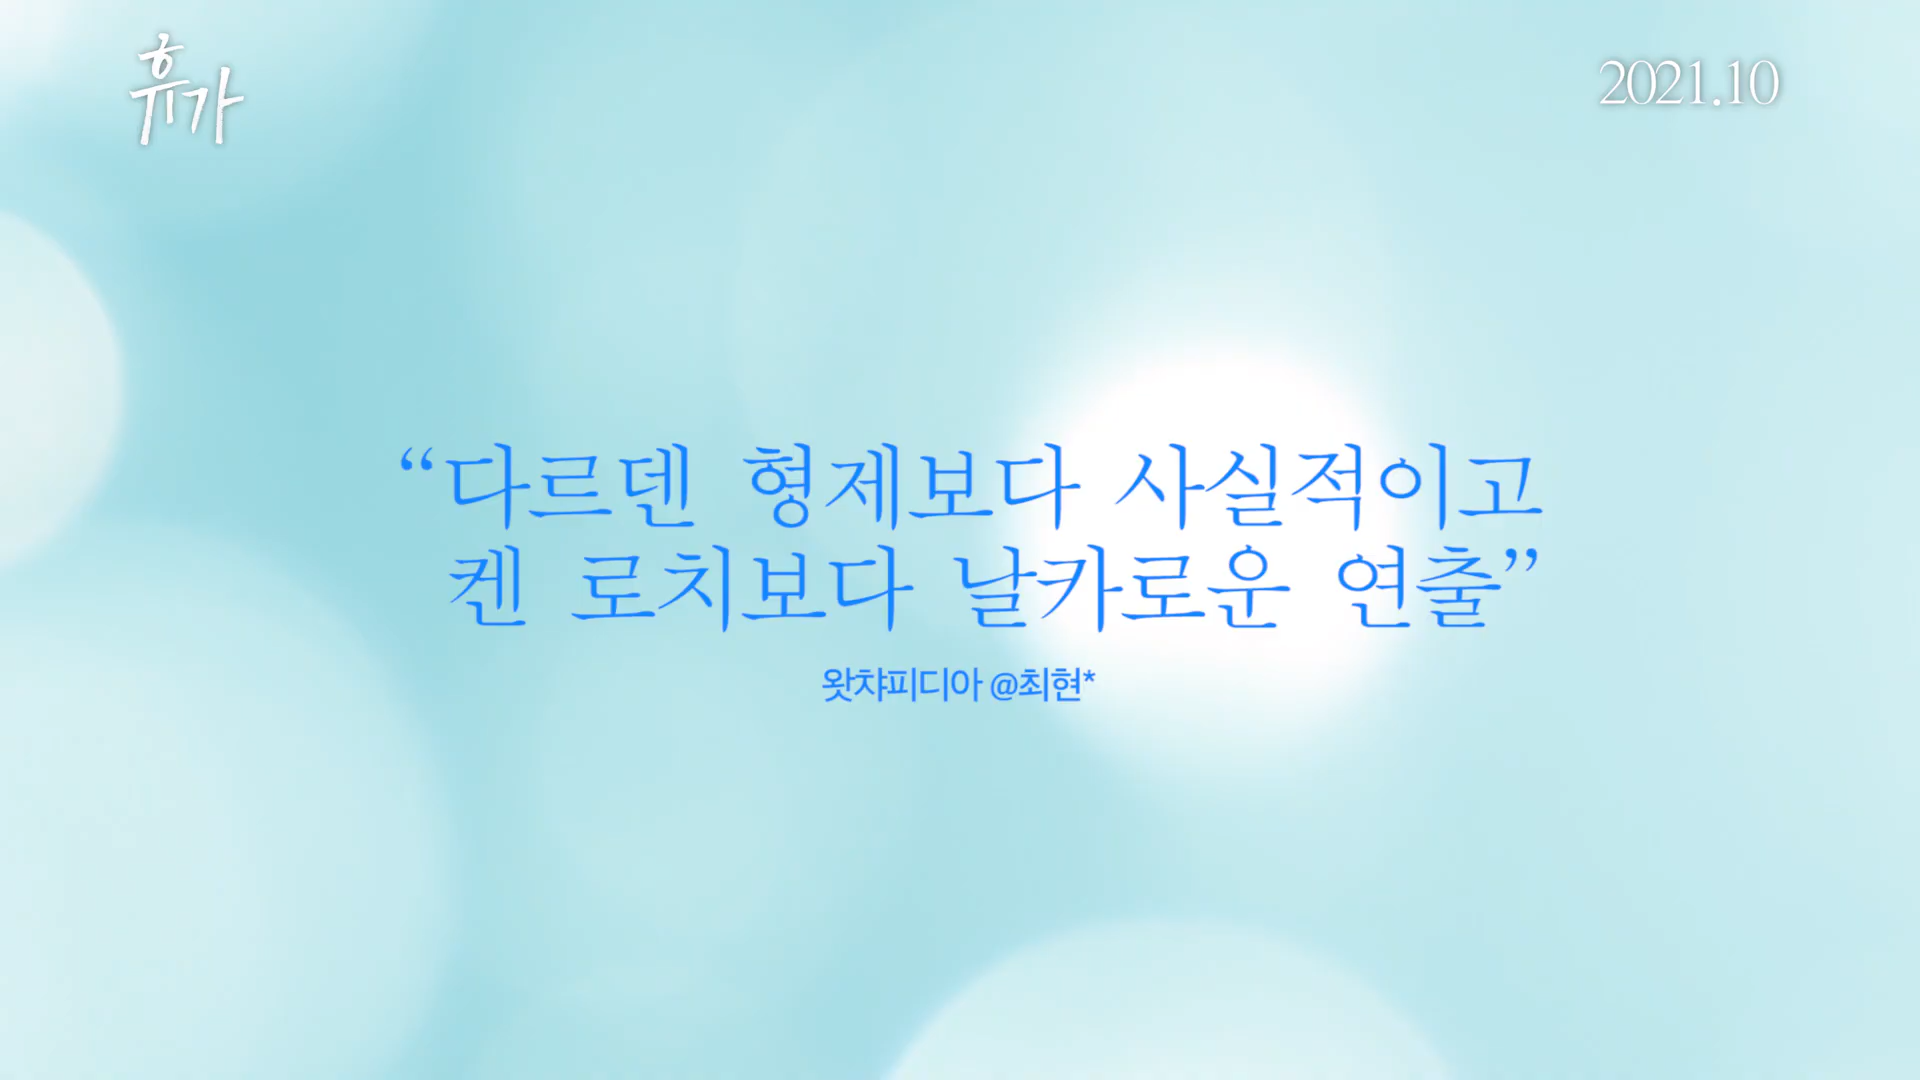 휴가
2021.10
“다르덴 형제보다 사실적이고
켄 로치보다 날카로운 연출”
왓챠피디아 @최현*